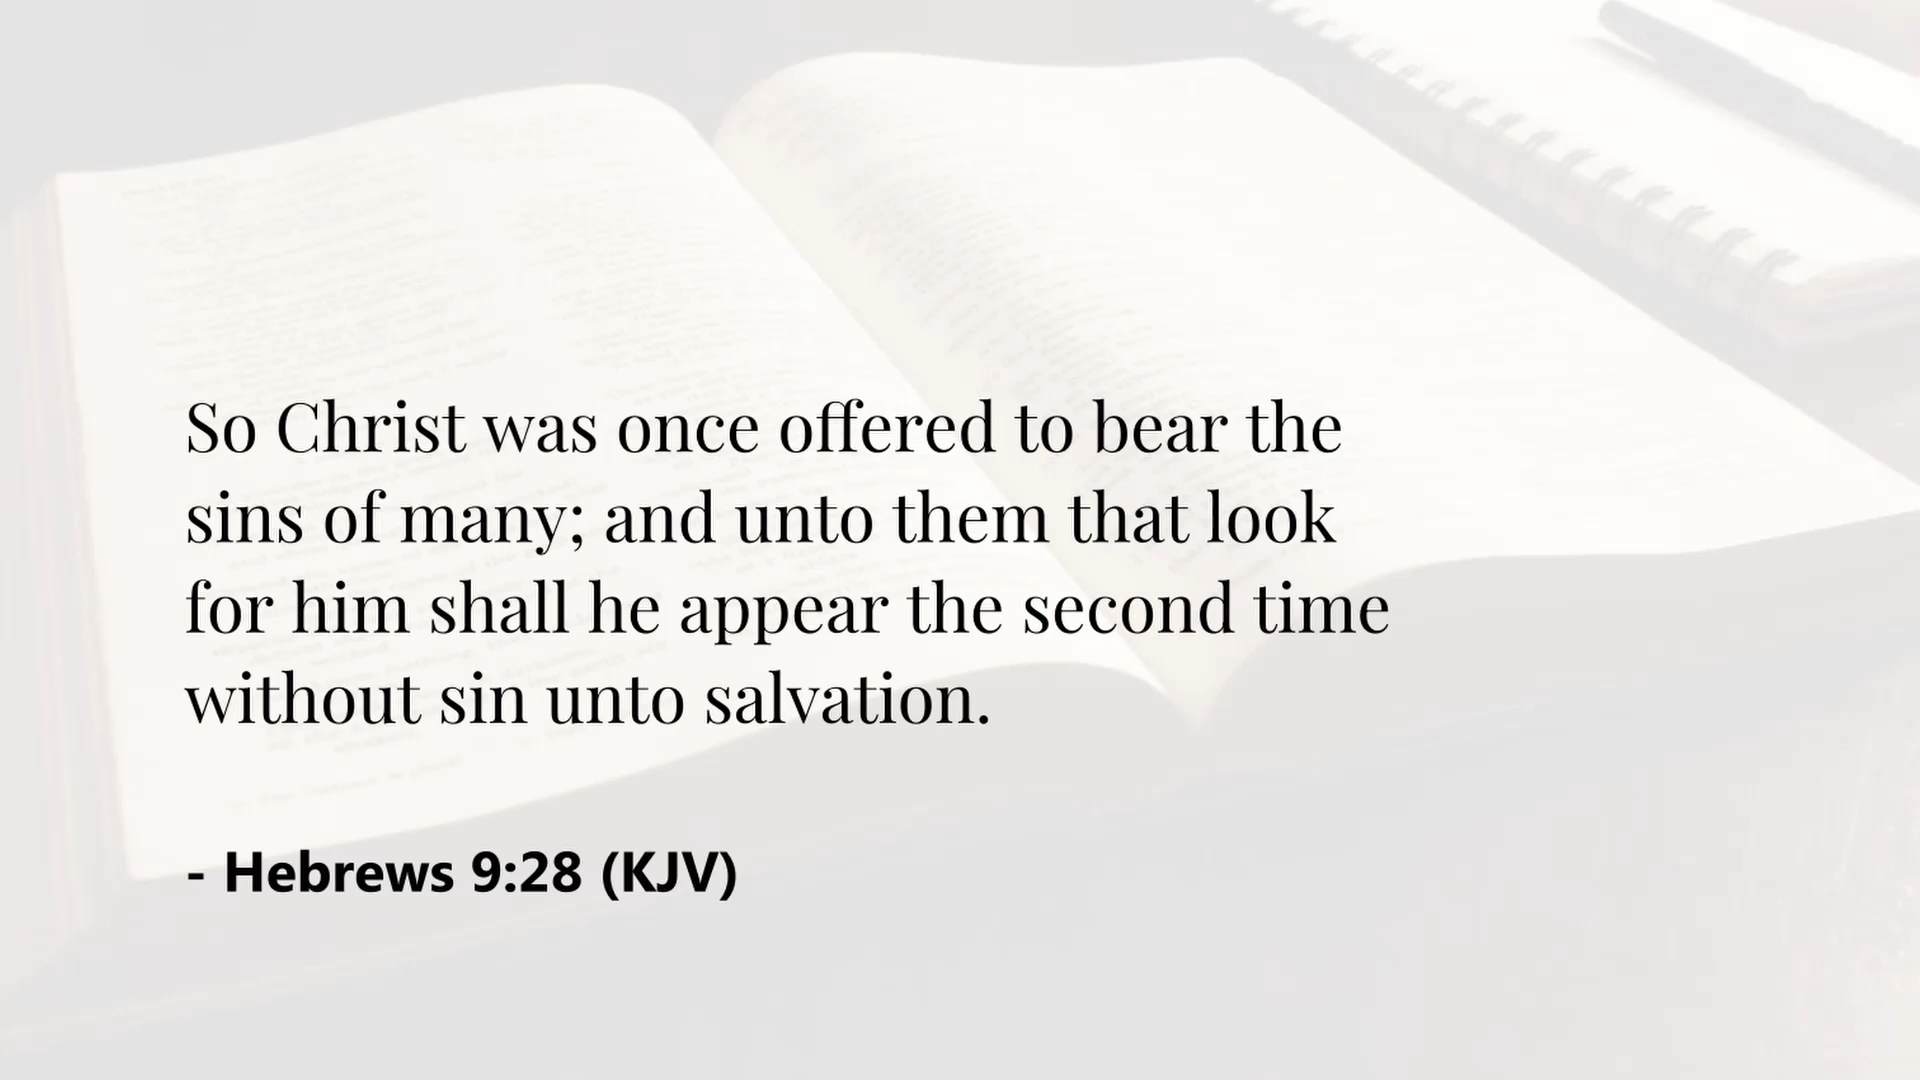 So Christ was once offered to bear the
sins of many; and unto them that look
for him shall he appear the second time
without sin unto salvation.
- Hebrews 9:28 (KJV)